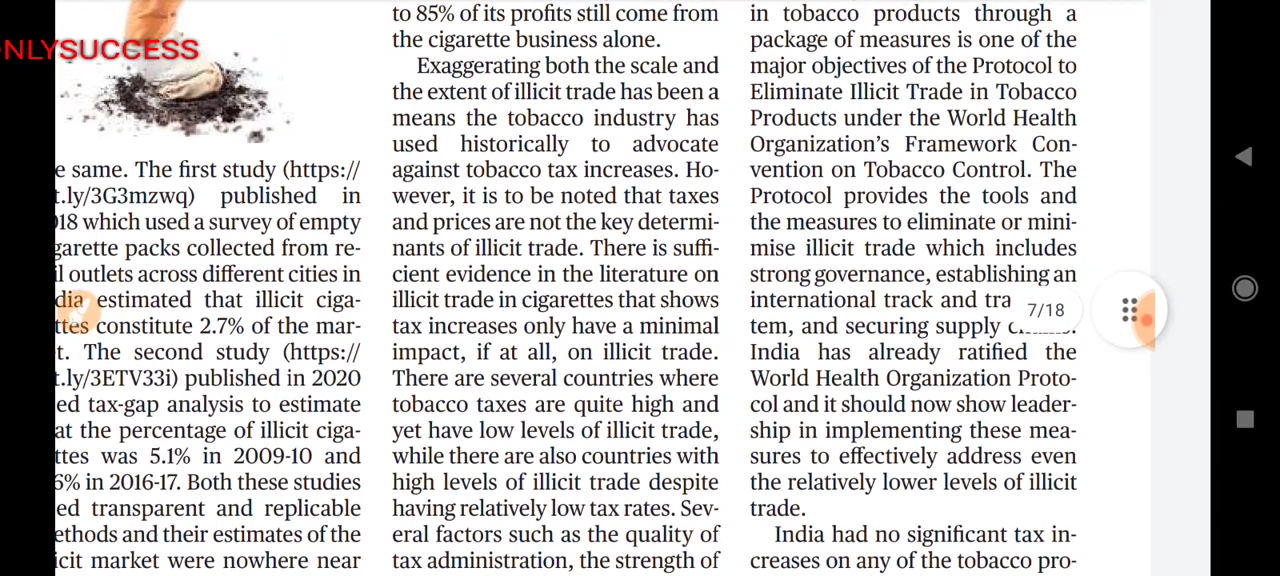 NLYSUCCESS
e same. The first study (https://
t.ly/3G3mzwq) published in
18 which used a survey of empty
garette packs collected from re-
il outlets across different cities in
dia estimated that illicit ciga-
ttes constitute 2.7% of the mar-
t. The second study (https://
t.ly/3ETV33i) published in 2020
ed tax-gap analysis to estimate
at the percentage of illicit ciga-
ttes was 5.1% in 2009-10 and
6% in 2016-17. Both these studies
ed transparent and replicable
ethods and their estimates of the
icit market were nowhere near
to 85% of its profits still come from
the cigarette business alone.
Exaggerating both the scale and
the extent of illicit trade has been a
means the tobacco industry has
used historically to advocate
against tobacco tax increases. Ho-
wever, it is to be noted that taxes
and prices are not the key determi-
nants of illicit trade. There is suffi-
cient evidence in the literature on
illicit trade in cigarettes that shows
tax increases only have a minimal
impact, if at all, on illicit trade.
There are several countries where
tobacco taxes are quite high and
yet have low levels of illicit trade,
while there are also countries with
high levels of illicit trade despite
having relatively low tax rates. Sev-
eral factors such as the quality of
tax administration, the strength of
in tobacco products through a
package of measures is one of the
major objectives of the Protocol to
Eliminate Illicit Trade in Tobacco
Products under the World Health
Organization's Framework Con-
vention on Tobacco Control. The
Protocol provides the tools and
the measures to eliminate or mini-
mise illicit trade which includes
strong governance, establishing an
international track and tra
tem, and securing supply
India has already ratified the
World Health Organization Proto-
col and it should now show leader-
ship in implementing these mea-
sures to effectively address even
the relatively lower levels of illicit
trade.
India had no significant tax in-
creases on any of the tobacco pro-
7/18